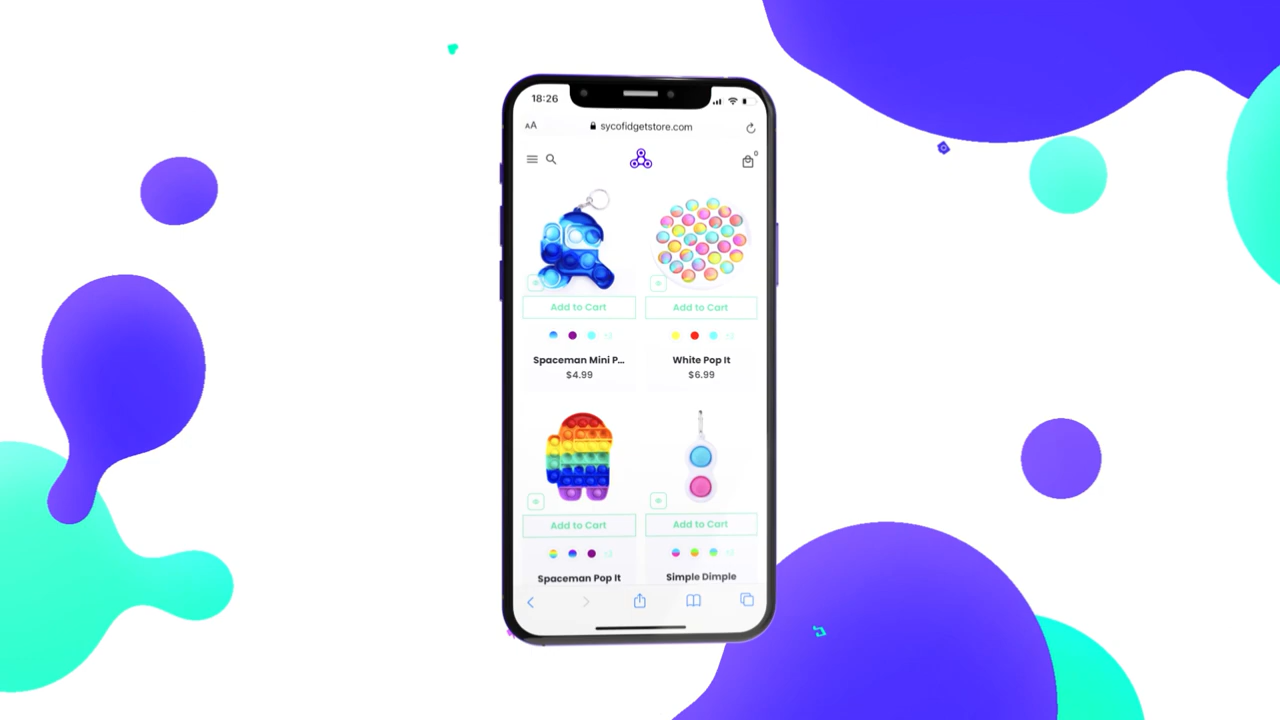 18:26
AA
sycofidgetstore.com
0
Add to Cart
Add to Cart
Spaceman Mini P...
White Pop It
$4.99
$6.99
Add to Cart
Add to Cart
Spaceman Pop It
Simple Dimple